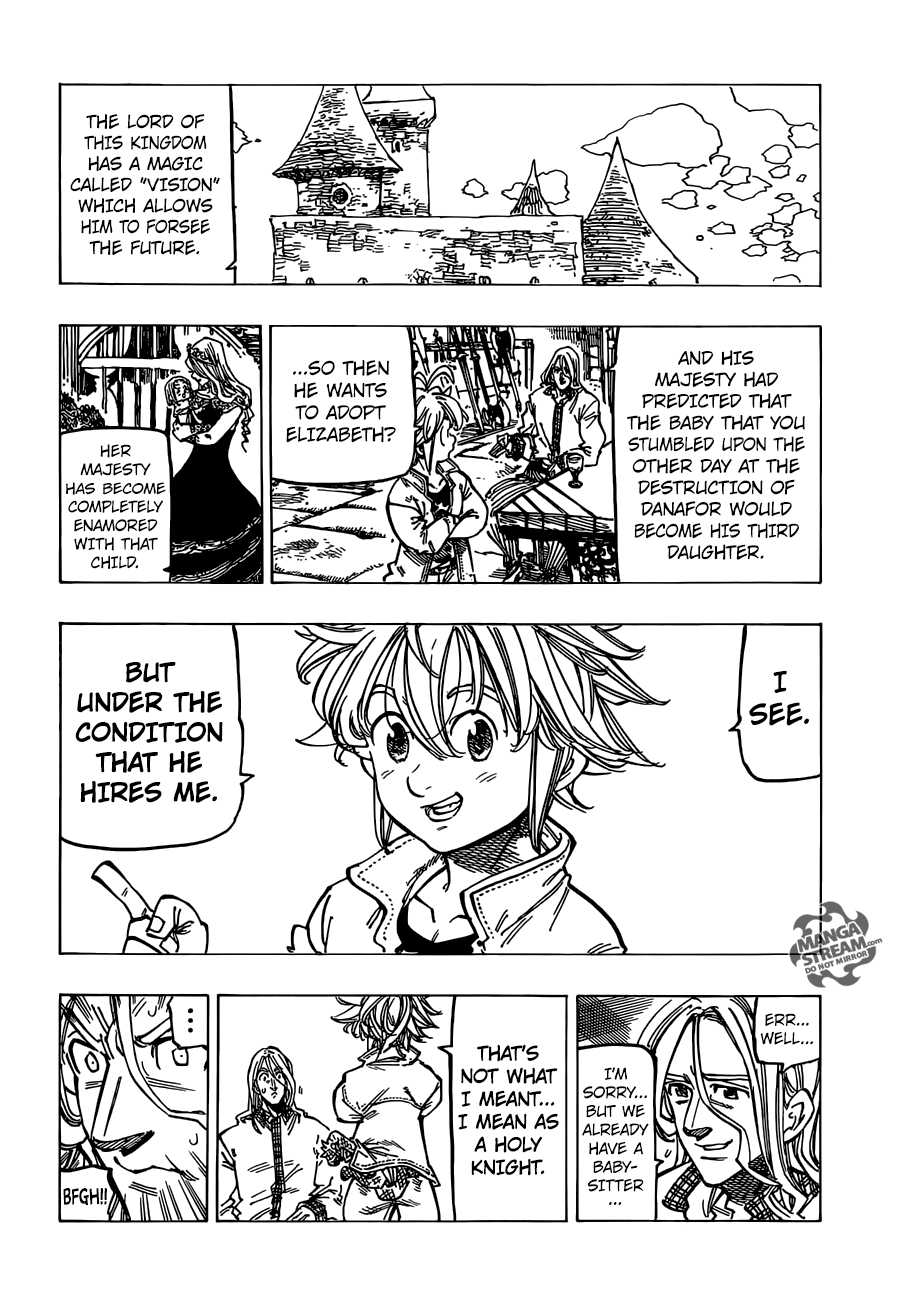 THE LORD OF
THIS KINGDOM
HAS A MAGIC
CALLED "VISION"
WHICH ALLOWS
HIM TO FORSEE
THE FUTURE.
AND HIS
MAJESTY HAD
PREDICTED THAT
THE BABY THAT YOU
STUMBLED UPON THE
OTHER DAY AT THE
DESTRUCTION OF
DANAFOR WOULD
BECOME HIS THIRD
DAUGHTER.
...SO THEN
HE WANTS
TO ADOPT
ELIZABETH?
HER
MAJESTY
HAS BECOME
COMPLETELY
ENAMORED
WITH THAT
CHILD.
I
SEE.
BUT
UNDER THE
CONDITION
THAT HE
HIRES ME.
MANGA
STREAM.com
DO NOT MIRROR
ERR...
WELL...
I'M
SORRY...
BUT WE
ALREADY
HAVE A
BABY-
SITTER
...
THAT'S
NOT WHAT
I MEANT...
I MEAN AS
A HOLY
KNIGHT.
...
BFGH!!